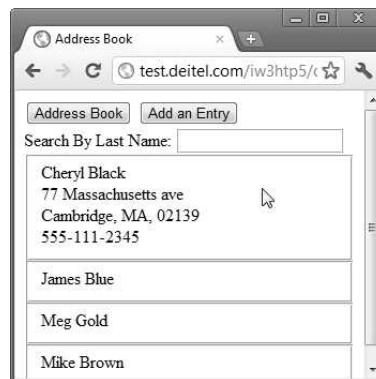 Address Book
test.deitel.com/iw3htp5/
Address Book Add an Entry
Search By Last Name:
Cheryl Black
77 Massachusetts ave
Cambridge, MA, 02139
555-111-2345
James Blue
Meg Gold
Mike Brown